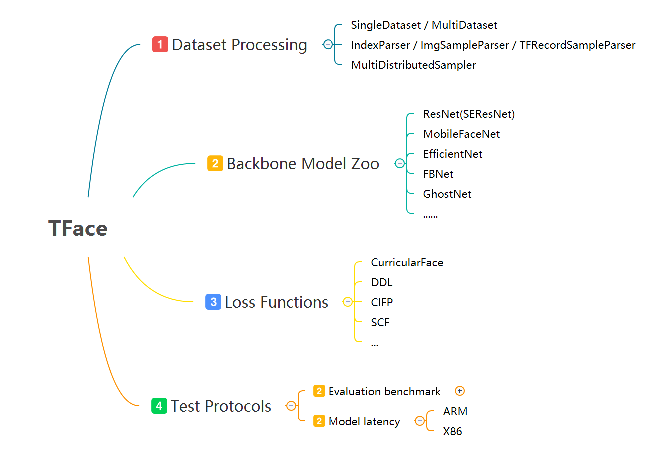 TFace
1 Dataset Processing
SingleDataset / MultiDataset
IndexParser / ImgSampleParser / TFRecordSampleParser
MultiDistributedSampler
2 Backbone Model Zoo
ResNet(SEResNet)
MobileFaceNet
EfficientNet
FBNet
GhostNet
......
3 Loss Functions
CurricularFace
DDL
CIFP
SCF
...
4 Test Protocols
2 Evaluation benchmark
2 Model latency
ARM
X86